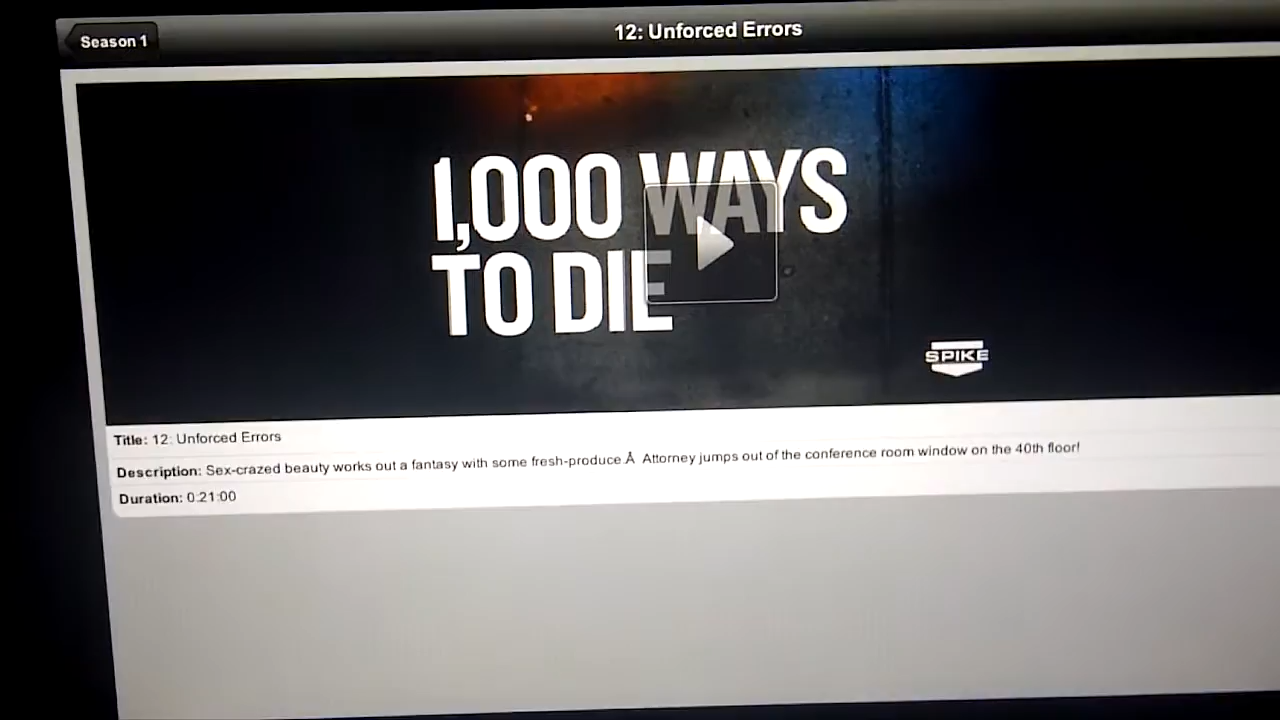 Season 1
12: Unforced Errors
1,000 WAYS
TO DIE
SPIKE
Title: 12: Unforced Errors
Description: Sex-crazed beauty works out a fantasy with some fresh-produce.Â Attorney jumps out of the conference room window on the 40th floor!
Duration: 0:21:00